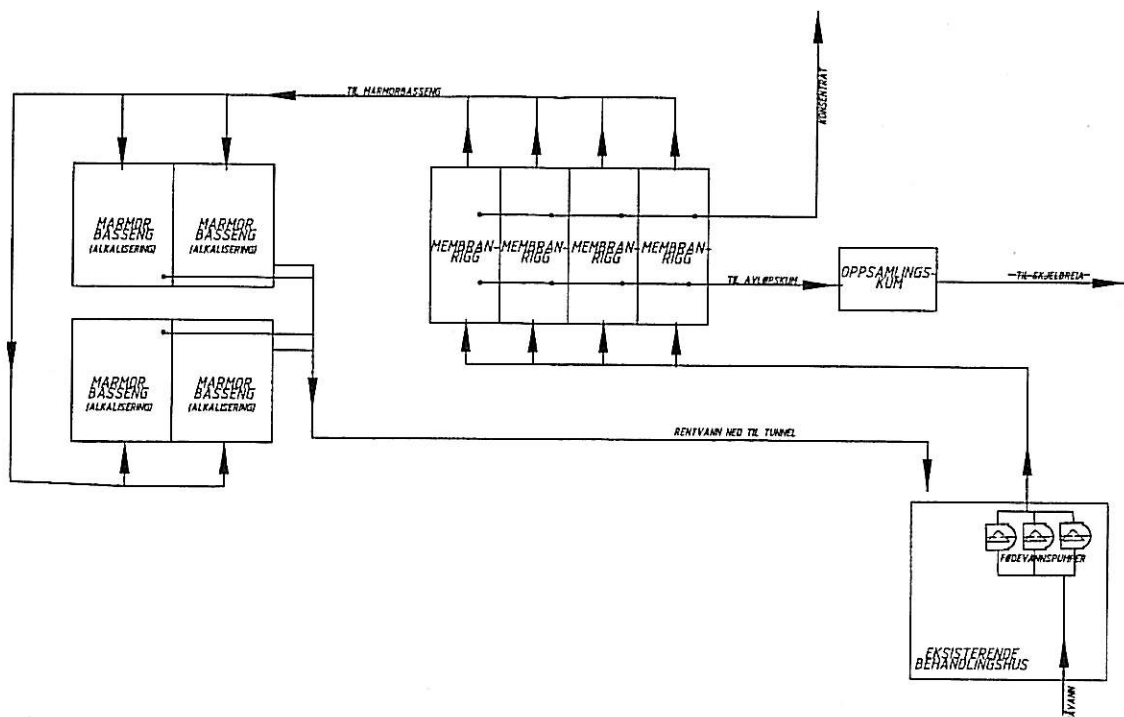 KONSENTRAT
TIL MARMORBASSENG
MARMOR
BASSENG
(ALKALISERING)
MARMOR
BASSENG
(ALKALISERING)
MEMBRAN-
RIGG
MEMBRAN-
RIGG
MEMBRAN-
RIGG
MEMBRAN-
RIGG
TIL AVLØPSKUM
OPPSAMLINGS-
KUM
TIL SKJELBREIA
MARMOR
BASSENG
(ALKALISERING)
MARMOR
BASSENG
(ALKALISERING)
RENTVANN NED TIL TUNNEL
FØDEVANNSPUMPER
EKSISTERENDE
BEHANDLINGSHUS